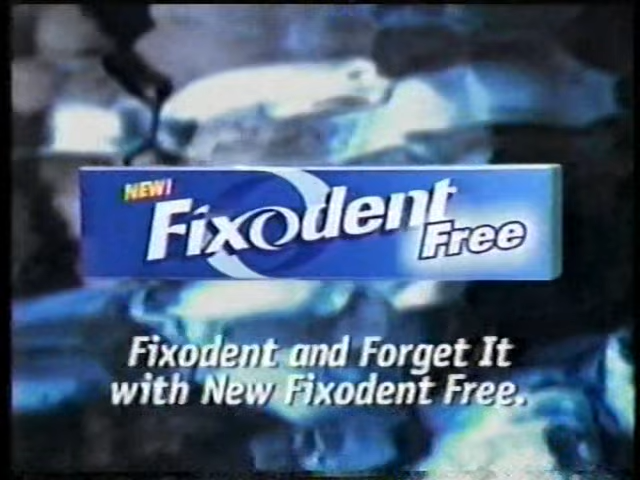 NEW!
Fixodent
Free
Fixodent and Forget It
with New Fixodent Free.